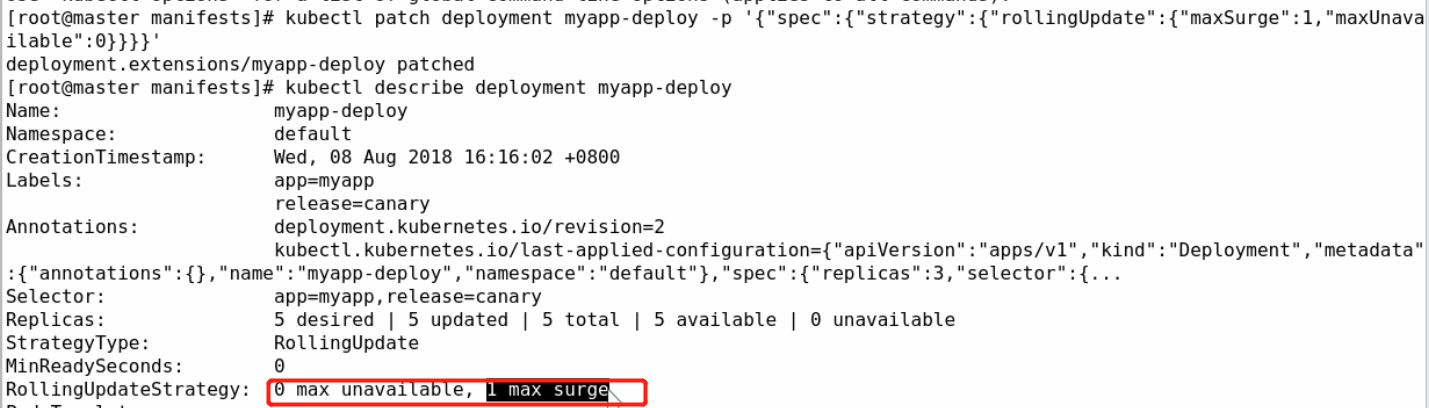 [root@master manifests]# kubectl patch deployment myapp-deploy -p '{"spec":{"strategy":{"rollingUpdate":{"maxSurge":1,"maxUnava
ilable":0}}}}'
deployment.extensions/myapp-deploy patched
[root@master manifests]# kubectl describe deployment myapp-deploy
Name:                   myapp-deploy
Namespace:              default
CreationTimestamp:      Wed, 08 Aug 2018 16:16:02 +0800
Labels:                 app=myapp
                        release=canary
Annotations:            deployment.kubernetes.io/revision=2
                        kubectl.kubernetes.io/last-applied-configuration={"apiVersion":"apps/v1","kind":"Deployment","metadata"
:{"annotations":{},"name":"myapp-deploy","namespace":"default"},"spec":{"replicas":3,"selector":{...
Selector:               app=myapp,release=canary
Replicas:               5 desired | 5 updated | 5 total | 5 available | 0 unavailable
StrategyType:           RollingUpdate
MinReadySeconds:        0
RollingUpdateStrategy:  0 max unavailable, 1 max surge